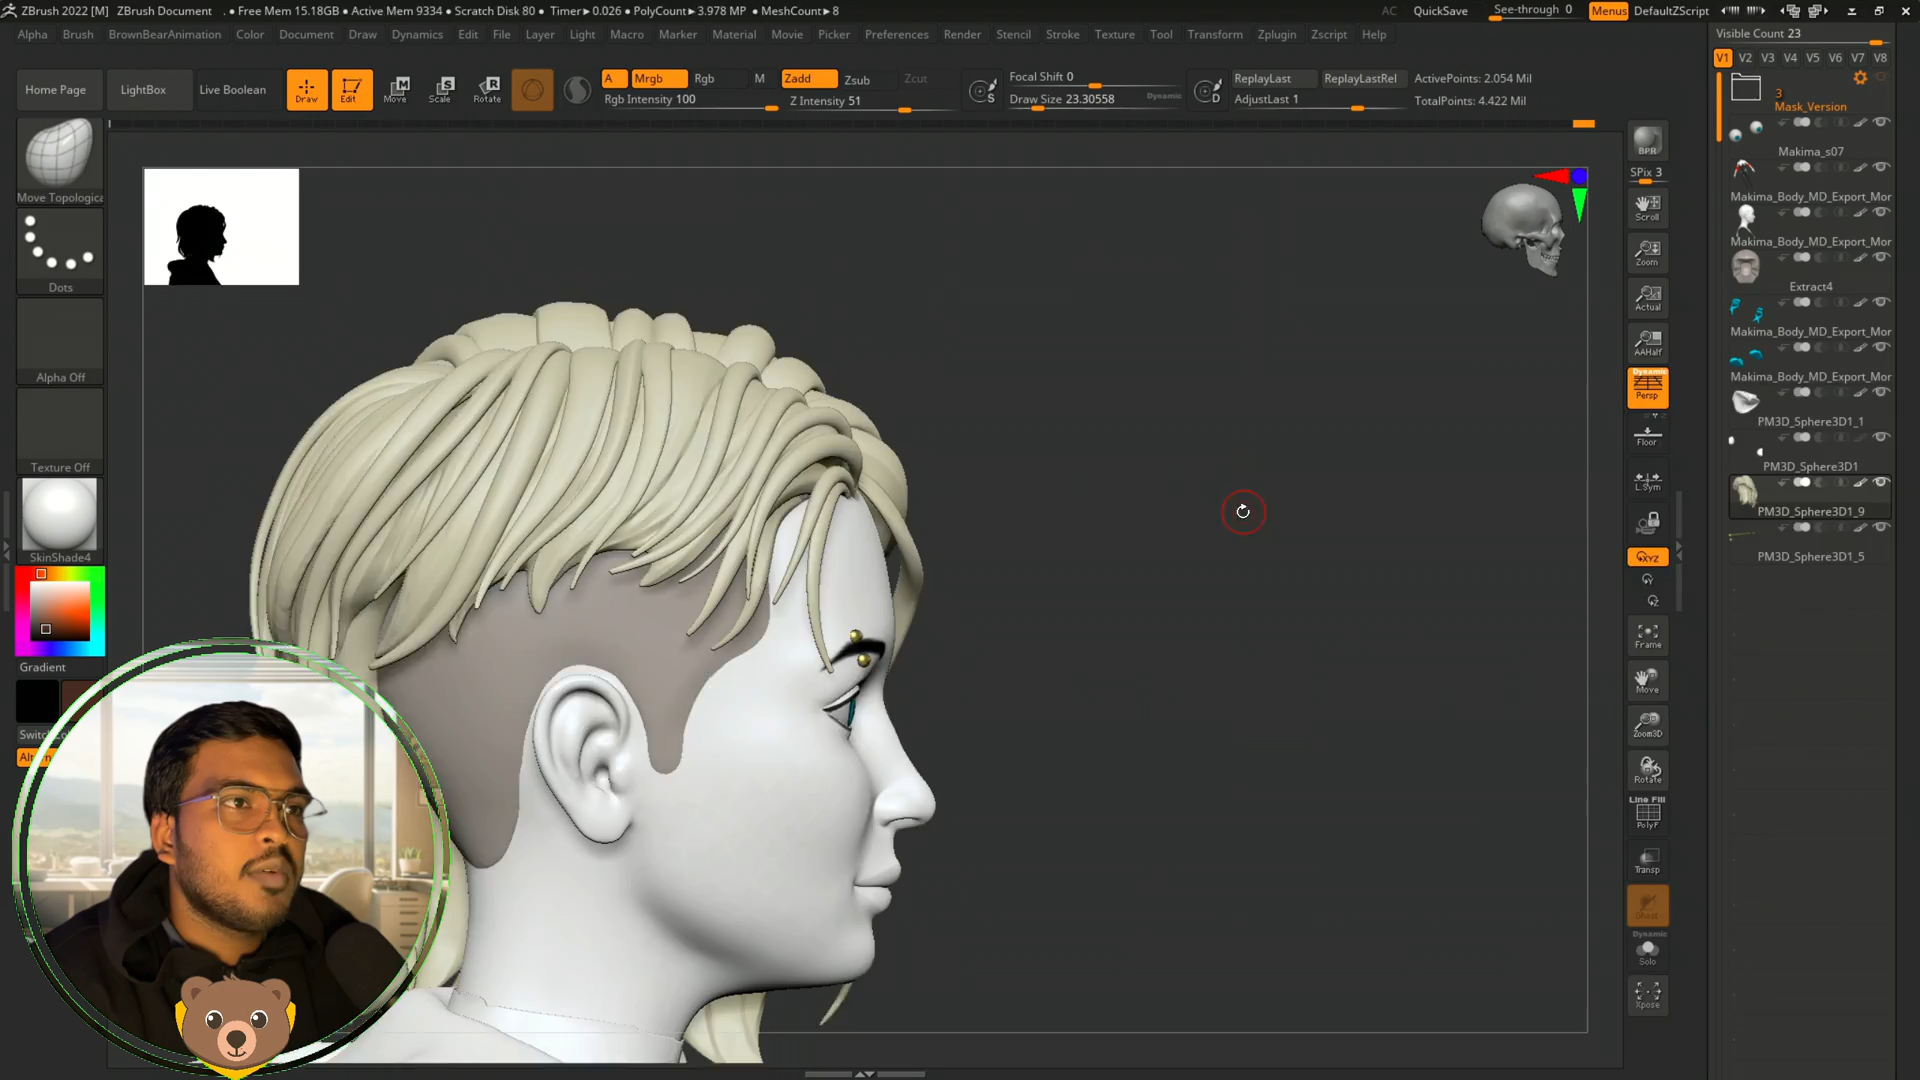 ZBrush 2022 [M] ZBrush Document . • Free Mem 15.18GB • Active Mem 9334 • Scratch Disk 80 • Timer▸0.026 • PolyCount▸3.978 MP • MeshCount▸8 AC QuickSave See-through 0 Menus DefaultZScript
Alpha Brush BrownBearAnimation Color Document Draw Dynamics Edit File Layer Light Macro Marker Material Movie Picker Preferences Render Stencil Stroke Texture Tool Transform Zplugin Zscript Help
Home Page LightBox Live Boolean Draw Edit Move Scale Rotate
A Mrgb Rgb M Zadd Zsub Zcut
Rgb Intensity 100 Z Intensity 51
S Focal Shift 0
Draw Size 23.30558 Dynamic
D ReplayLast ReplayLastRel ActivePoints: 2.054 Mil
AdjustLast 1 TotalPoints: 4.422 Mil
Move Topologica
Dots
Alpha Off
Texture Off
SkinShade4
Gradient
BPR
SPix 3
Scroll
Zoom
Actual
AAHalf
Dynamic
Persp
Floor
L.Sym
XYZ
Y
Z
Frame
Move
Zoom3D
Rotate
Line Fill
PolyF
Transp
Ghost
Dynamic
Solo
Xpose
Visible Count 23
V1 V2 V3 V4 V5 V6 V7 V8
3
Mask_Version
Makima_s07
Makima_Body_MD_Export_Mor
Makima_Body_MD_Export_Mor
Extract4
Makima_Body_MD_Export_Mor
Makima_Body_MD_Export_Mor
PM3D_Sphere3D1_1
PM3D_Sphere3D1
PM3D_Sphere3D1_9
PM3D_Sphere3D1_5